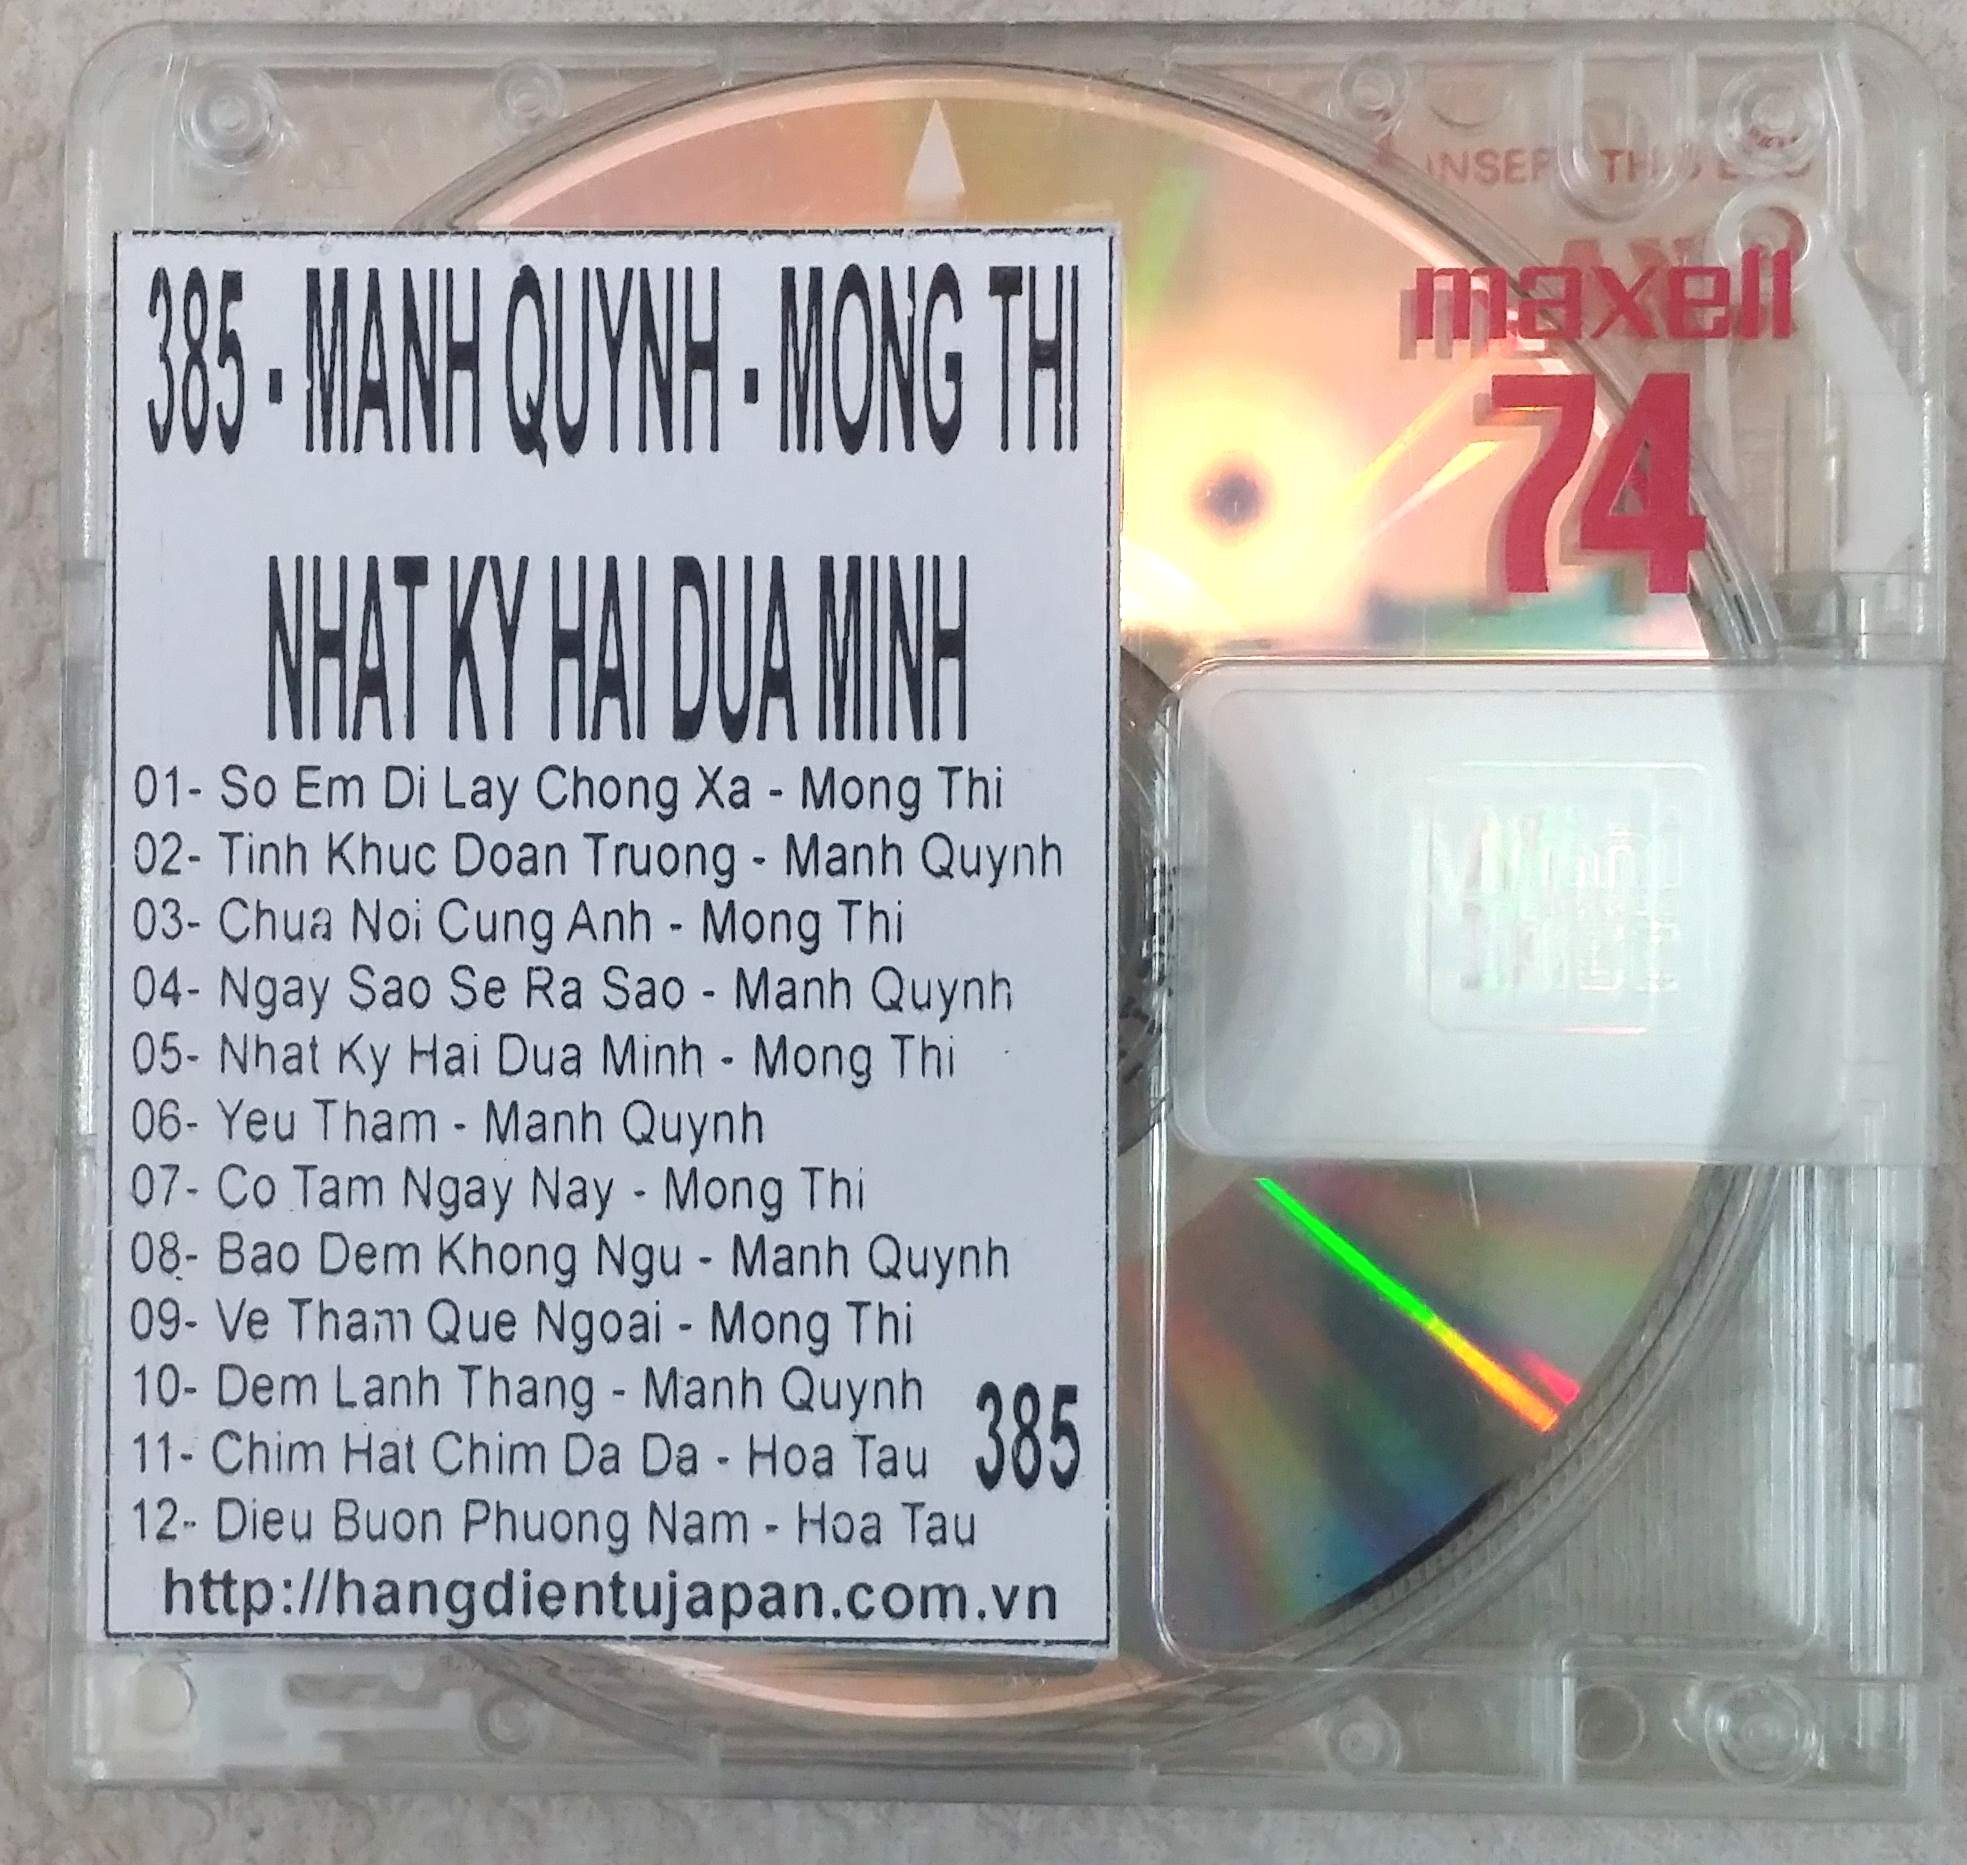 385 - MANH QUYNH - MONG THI
NHAT KY HAI DUA MINH
01- So Em Di Lay Chong Xa - Mong Thi
02- Tinh Khuc Doan Truong - Manh Quynh
03- Chua Noi Cung Anh - Mong Thi
04- Ngay Sao Se Ra Sao - Manh Quynh
05- Nhat Ky Hai Dua Minh - Mong Thi
06- Yeu Tham - Manh Quynh
07- Co Tam Ngay Nay - Mong Thi
08- Bao Dem Khong Ngu - Manh Quynh
09- Ve Tham Que Ngoai - Mong Thi
10- Dem Lanh Thang - Manh Quynh
11- Chim Hat Chim Da Da - Hoa Tau
385
12- Dieu Buon Phuong Nam - Hoa Tau
http://hangdientujapan.com.vn
INSERT THIS END
maxell
74